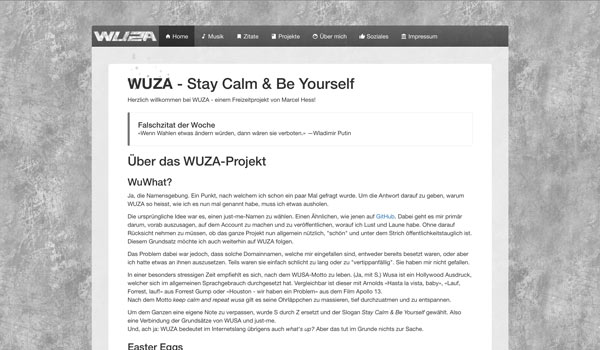 WUZA
Home
Musik
Zitate
Projekte
Über mich
Soziales
Impressum
WUZA - Stay Calm & Be Yourself
Herzlich willkommen bei WUZA - einem Freizeitprojekt von Marcel Hess!
Falschzitat der Woche
«Wenn Wahlen etwas ändern würden, dann wären sie verboten.» —Wladimir Putin
Über das WUZA-Projekt
WuWhat?
Ja, die Namensgebung. Ein Punkt, nach welchem ich schon ein paar Mal gefragt wurde. Um die Antwort darauf zu geben, warum
WUZA so heisst, wie ich es nun mal genannt habe, muss ich etwas ausholen.
Die ursprüngliche Idee war es, einen just-me-Namen zu wählen. Einen Ähnlichen, wie jenen auf GitHub. Dabei geht es mir primär
darum, vorab auszusagen, auf dem Account zu machen und zu veröffentlichen, worauf ich Lust und Laune habe. Ohne darauf
Rücksicht nehmen zu müssen, ob das ganze Projekt nun allgemein nützlich, "schön" und unter dem Strich öffentlichkeitstauglich ist.
Diesem Grundsatz möchte ich auch weiterhin auf WUZA folgen.
Das Problem dabei war jedoch, dass solche Domainnamen, welche mir eingefallen sind, entweder bereits besetzt waren, oder aber
ich hatte etwas an ihnen auszusetzen. Teils waren sie einfach schlicht zu lang oder zu "vertipperfällig". Sie haben mir nicht gefallen.
In einer besonders stressigen Zeit empfiehlt es sich, nach dem WUSA-Motto zu leben. (Ja, mit S.) Wusa ist ein Hollywood Ausdruck,
welcher sich im allgemeinen Sprachgebrauch durchgesetzt hat. Vergleichbar ist dieser mit Arnolds «Hasta la vista, baby», «Lauf,
Forrest, lauf!» aus Forrest Gump oder «Houston - wir haben ein Problem» aus dem Film Apollo 13.
Nach dem Motto keep calm and repeat wusa gilt es seine Ohrläppchen zu massieren, tief durchzuatmen und zu entspannen.
Um dem Ganzen eine eigene Note zu verpassen, wurde S durch Z ersetzt und der Slogan Stay Calm & Be Yourself gewählt. Also
eine Verbindung der Grundsätze von WUSA und just-me.
Und, ach ja: WUZA bedeutet im Internetslang übrigens auch what's up? Aber das tut im Grunde nichts zur Sache.
Easter Eggs